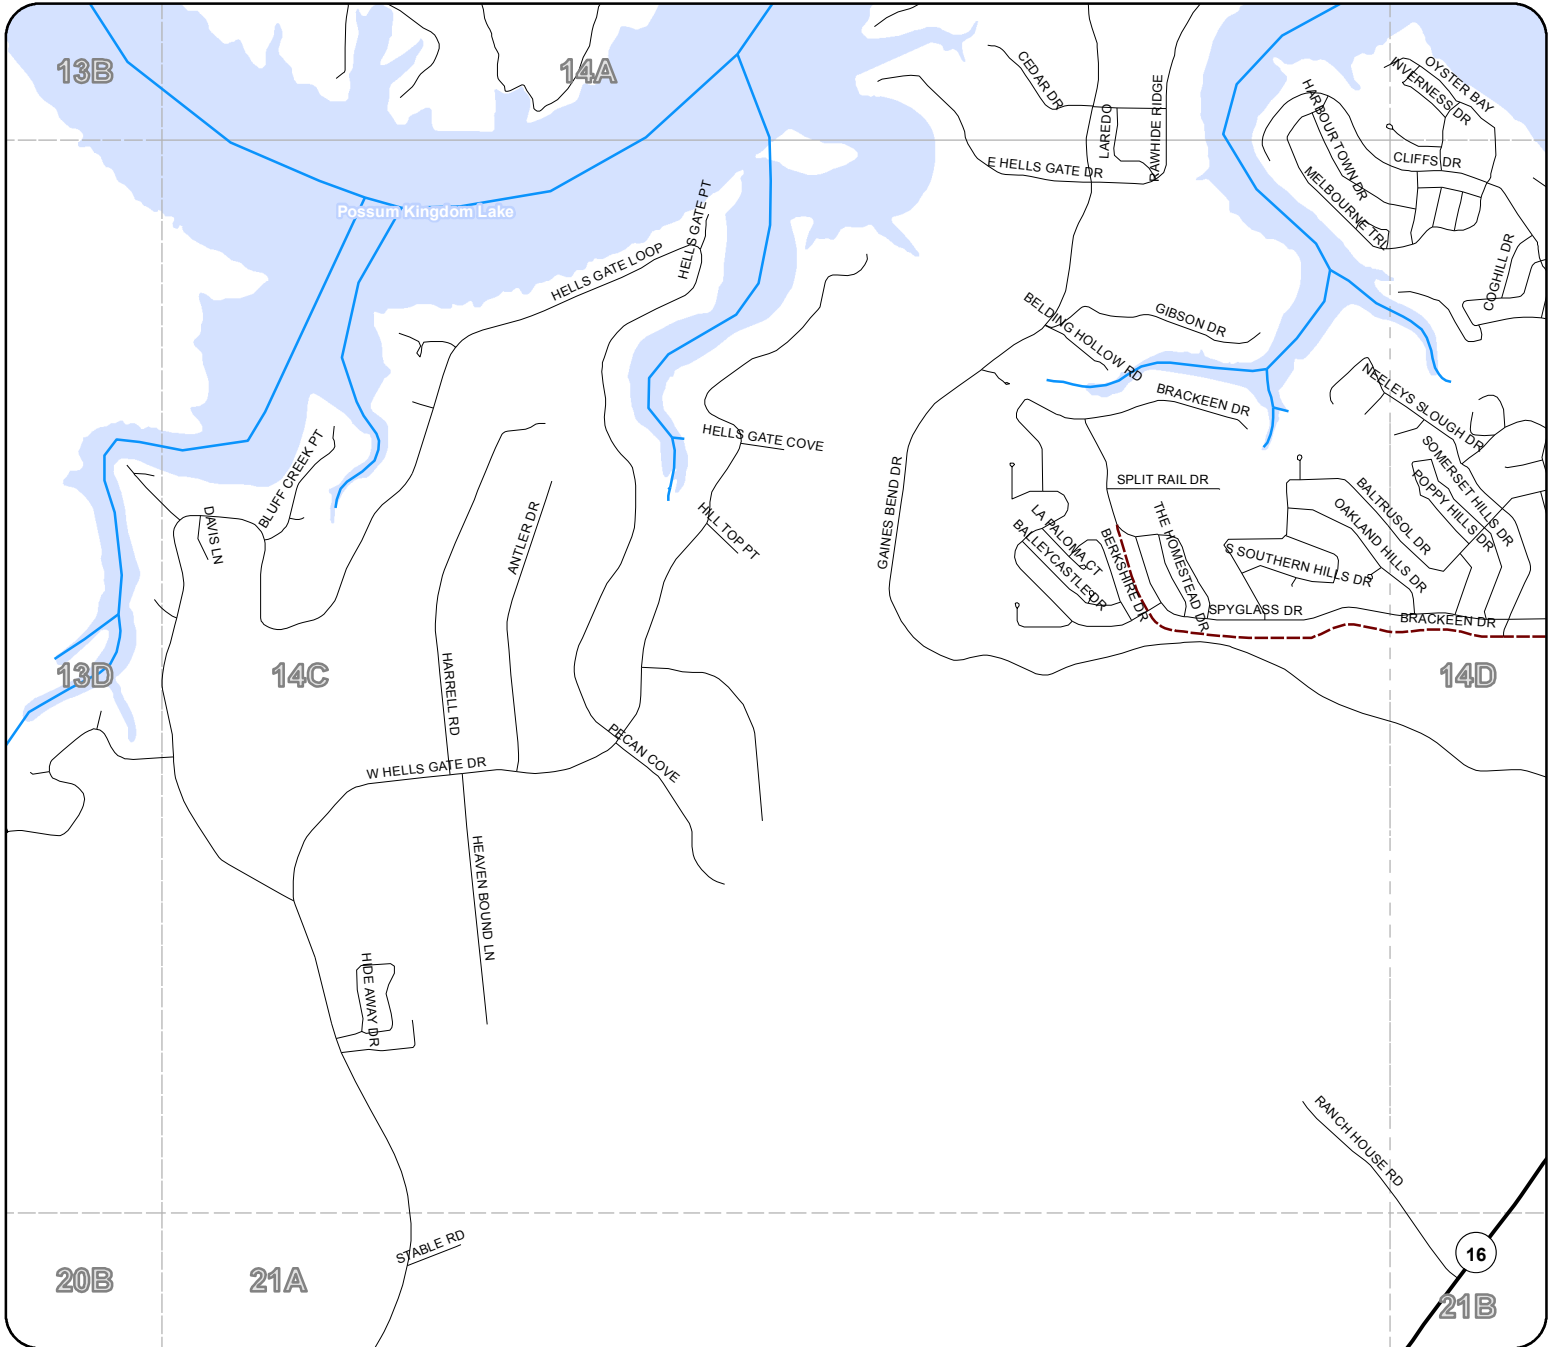 13B
14A
CEDAR DR
LAREDO
RAWHIDE RIDGE
E HELLS GATE DR
OYSTER BAY
INVERNESS DR
HARBOUR TOWN DR
CLIFFS DR
MELBOURNE TRL
COGHILL DR
Possum Kingdom Lake
HELLS GATE PT
HELLS GATE LOOP
BELDING HOLLOW RD
GIBSON DR
BRACKEEN DR
NEELEYS SLOUGH DR
HELLS GATE COVE
BLUFF CREEK PT
DAVIS LN
ANTLER DR
HILL TOP PT
GAINES BEND DR
SPLIT RAIL DR
SOMERSET HILLS DR
POPPY HILLS DR
BALTRUSOL DR
OAKLAND HILLS DR
LA PALOMA CT
BALLEYCASTLE DR
BERKSHIRE DR
THE HOMESTEAD DR
S SOUTHERN HILLS DR
SPYGLASS DR
BRACKEEN DR
13D
14C
14D
HARRELL RD
PECAN COVE
W HELLS GATE DR
HEAVEN BOUND LN
HIDE AWAY DR
RANCH HOUSE RD
STABLE RD
16
20B
21A
21B